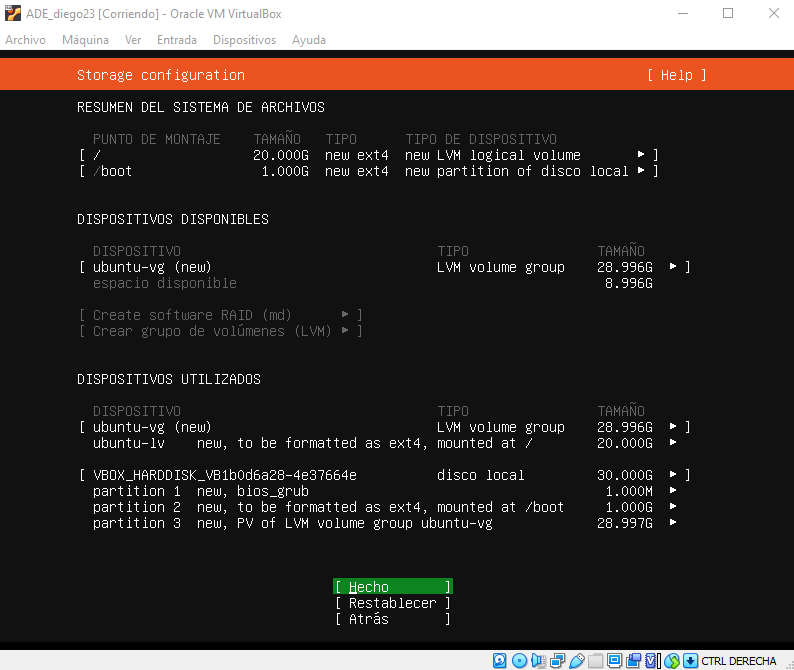 ADE_diego23 [Corriendo] - Oracle VM VirtualBox
Archivo Máquina Ver Entrada Dispositivos Ayuda
Storage configuration [ Help ]
RESUMEN DEL SISTEMA DE ARCHIVOS
PUNTO DE MONTAJE TAMAÑO TIPO TIPO DE DISPOSITIVO
[ / 20.000G new ext4 new LVM logical volume ▸ ]
[ /boot 1.000G new ext4 new partition of disco local ▸ ]
DISPOSITIVOS DISPONIBLES
DISPOSITIVO TIPO TAMAÑO
[ ubuntu-vg (new) LVM volume group 28.996G ▸ ]
espacio disponible 8.996G
[ Create software RAID (md) ▸ ]
[ Crear grupo de volúmenes (LVM) ▸ ]
DISPOSITIVOS UTILIZADOS
DISPOSITIVO TIPO TAMAÑO
[ ubuntu-vg (new) LVM volume group 28.996G ▸ ]
ubuntu-lv new, to be formatted as ext4, mounted at / 20.000G ▸
[ VBOX_HARDDISK_VB1b0d6a28-4e37664e disco local 30.000G ▸ ]
partition 1 new, bios_grub 1.000M ▸
partition 2 new, to be formatted as ext4, mounted at /boot 1.000G ▸
partition 3 new, PV of LVM volume group ubuntu-vg 28.997G ▸
[ Hecho ]
[ Restablecer ]
[ Atrás ]
CTRL DERECHA